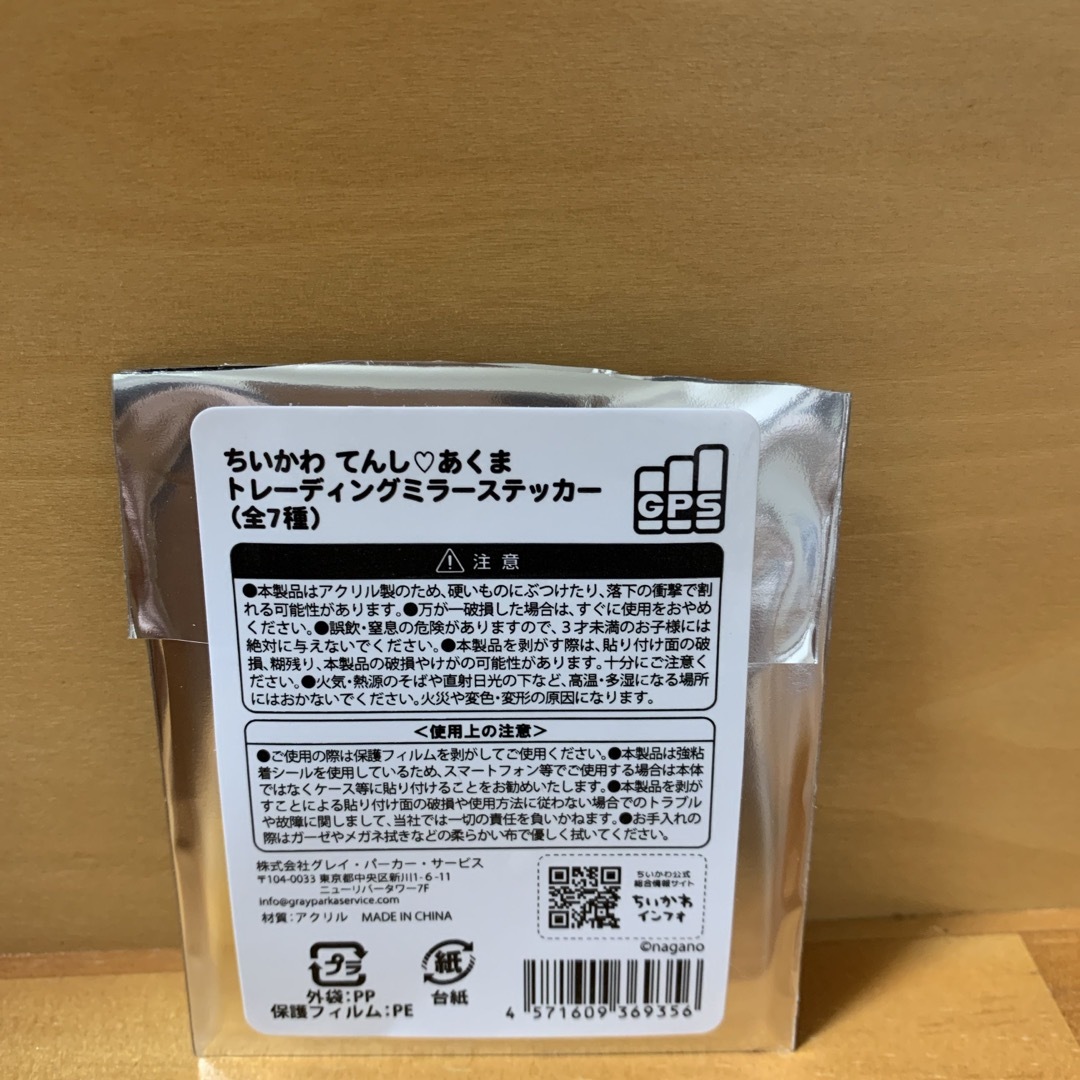 ちいかわ てんし♡あくま
トレーディングミラーステッカー
（全7種）
GPS
注意
●本製品はアクリル製のため、硬いものにぶつけたり、落下の衝撃で割
れる可能性があります。●万が一破損した場合は、すぐに使用をおやめ
ください。●誤飲・窒息の危険がありますので、3才未満のお子様には
絶対に与えないでください。●本製品を剥がす際は、貼り付け面の破
損、糊残り、本製品の破損やけがの可能性があります。十分にご注意く
ださい。●火気・熱源のそばや直射日光の下など、高温・多湿になる場所
にはおかないでください。火災や変色・変形の原因になります。
＜使用上の注意＞
●ご使用の際は保護フィルムを剥がしてご使用ください。●本製品は強粘
着シールを使用しているため、スマートフォン等でご使用する場合は本体
ではなくケース等に貼り付けることをお勧めいたします。●本製品を剥が
すことによる貼り付け面の破損や使用方法に従わない場合でのトラブル
や故障に関しまして、当社では一切の責任を負いかねます。●お手入れの
際はガーゼやメガネ拭きなどの柔らかい布で優しく拭いてください。
株式会社グレイ・パーカー・サービス
〒104-0033 東京都中央区新川1-6-11
ニューリバータワー7F
info@grayparkaservice.com
材質：アクリル MADE IN CHINA
ちいかわ公式
総合情報サイト
ちいかわ
インフォ
©nagano
プラ
外袋：PP
保護フィルム：PE
紙
台紙
4 571609 369356